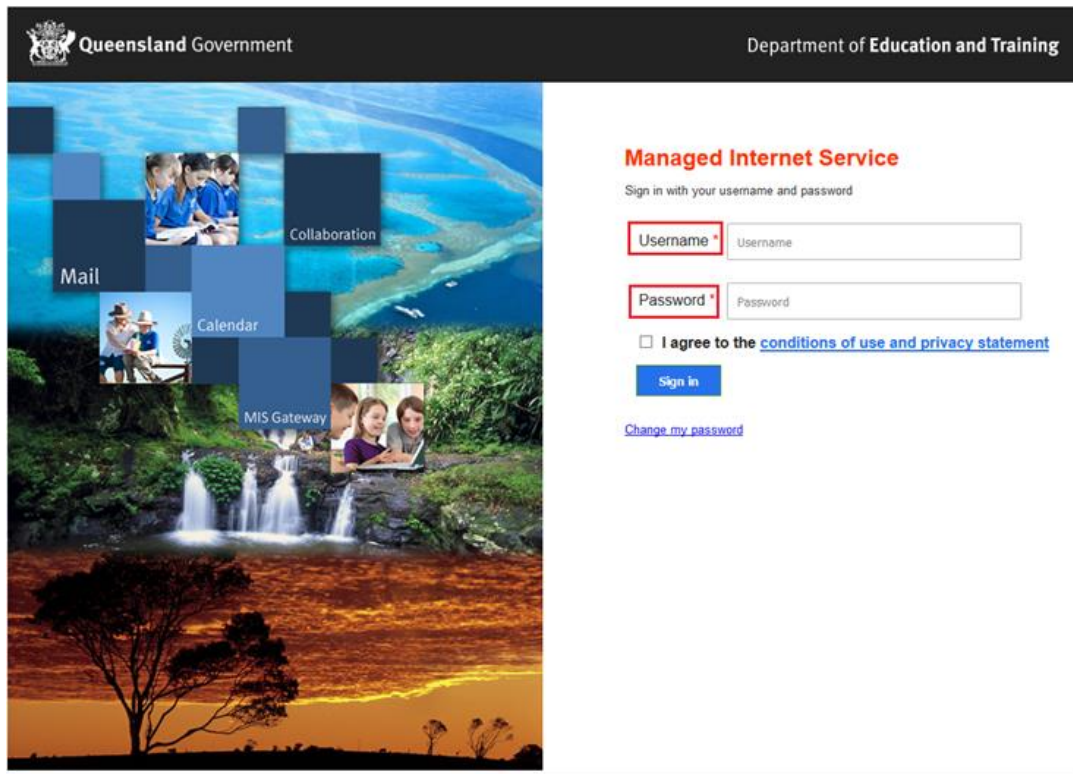 Queensland Government
Department of Education and Training
Collaboration
Mail
Calendar
MIS Gateway
Managed Internet Service
Sign in with your username and password
Username * Username
Password * Password
I agree to the conditions of use and privacy statement
Sign in
Change my password